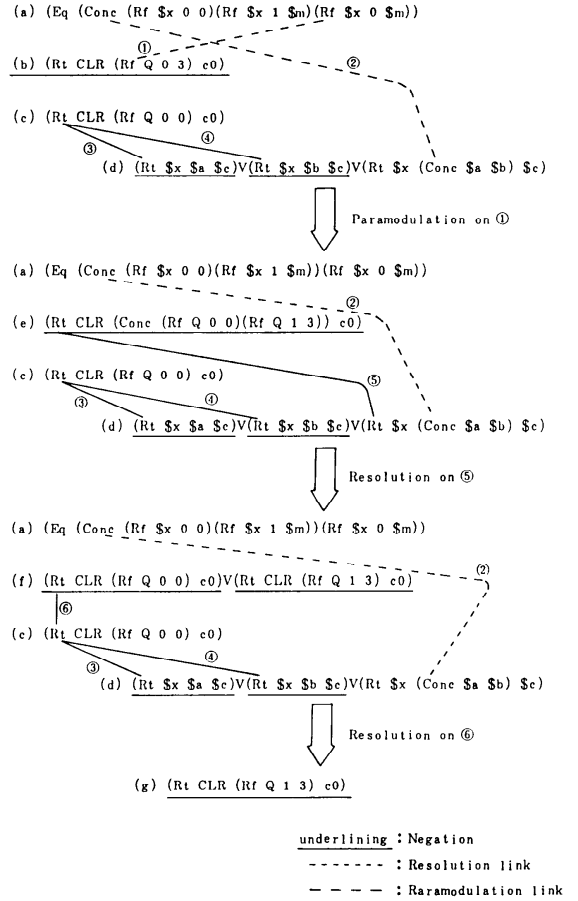 (a) (Eq (Conc (Rf $x 0 0)(Rf $x 1 $m)(Rf $x 0 $m))
①
(b) (Rt CLR (Rf Q 0 3) c0)
②
(c) (Rt CLR (Rf Q 0 0) c0)
③ ④
(d) (Rt $x $a $c)V(Rt $x $b $c)V(Rt $x (Conc $a $b) $c)
Paramodulation on ①
(a) (Eq (Conc (Rf $x 0 0)(Rf $x 1 $m))(Rf $x 0 $m))
②
(e) (Rt CLR (Conc (Rf Q 0 0)(Rf Q 1 3)) c0)
(c) (Rt CLR (Rf Q 0 0) c0)
⑤
③ ④
(d) (Rt $x $a $c)V(Rt $x $b $c)V(Rt $x (Conc $a $b) $c)
Resolution on ⑤
(a) (Eq (Conc (Rf $x 0 0)(Rf $x 1 $m))(Rf $x 0 $m))
(2)
(f) (Rt CLR (Rf Q 0 0) c0)V(Rt CLR (Rf Q 1 3) c0)
⑥
(c) (Rt CLR (Rf Q 0 0) c0)
③ ④
(d) (Rt $x $a $c)V(Rt $x $b $c)V(Rt $x (Conc $a $b) $c)
Resolution on ⑥
(g) (Rt CLR (Rf Q 1 3) c0)
underlining : Negation
: Resolution link
: Raramodulation link